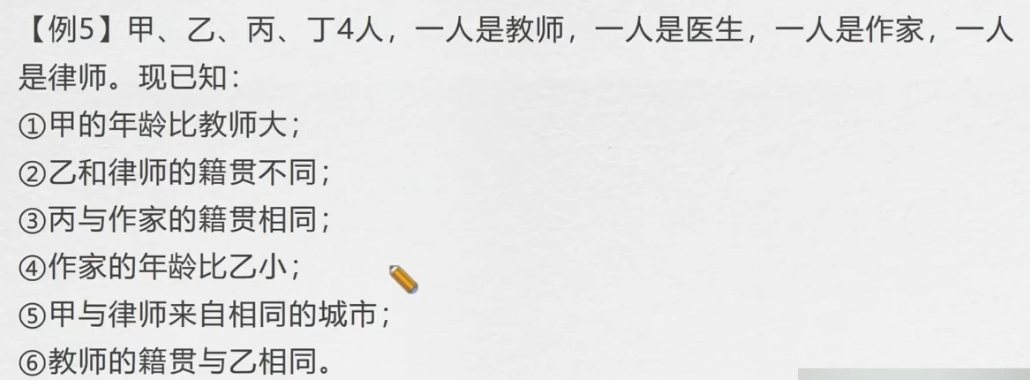 【例5】甲、乙、丙、丁4人，一人是教师，一人是医生，一人是作家，一人
是律师。现已知：
①甲的年龄比教师大；
②乙和律师的籍贯不同；
③丙与作家的籍贯相同；
④作家的年龄比乙小；
⑤甲与律师来自相同的城市；
⑥教师的籍贯与乙相同。